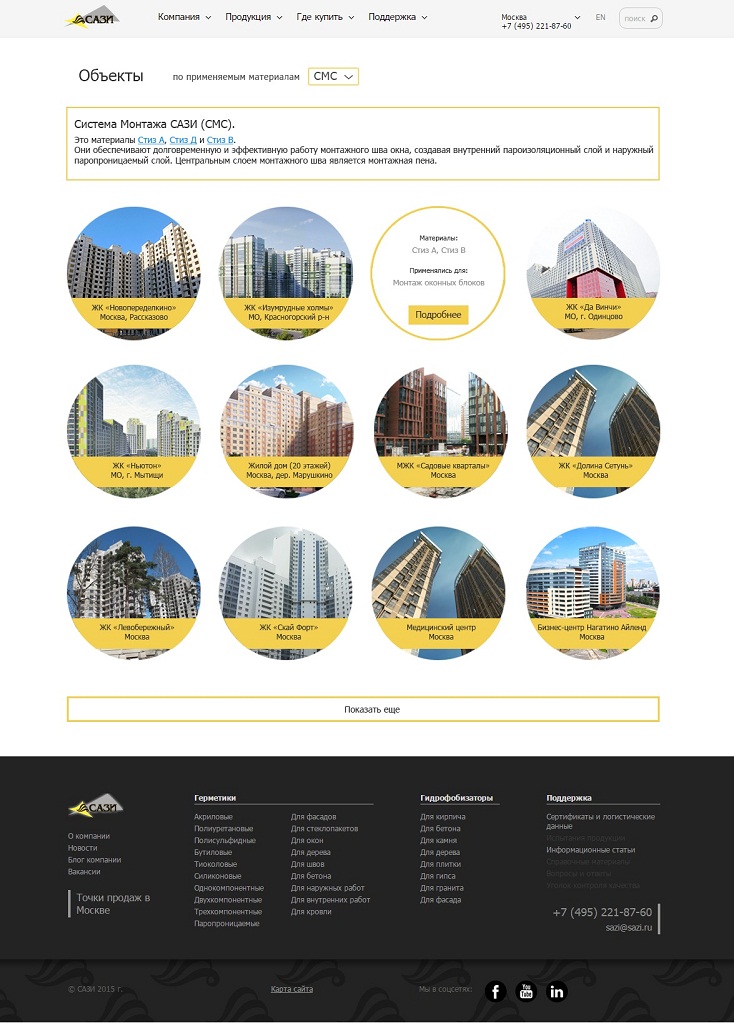 САЗИ
Компания Продукция Где купить Поддержка
Москва
+7 (495) 221-87-60
EN
поиск
Объекты по применяемым материалам СМС
Система Монтажа САЗИ (СМС).
Это материалы Стиз А, Стиз Д и Стиз В.
Они обеспечивают долговременную и эффективную работу монтажного шва окна, создавая внутренний пароизоляционный слой и наружный
паропроницаемый слой. Центральным слоем монтажного шва является монтажная пена.
ЖК «Новопеределкино»
Москва, Рассказово
ЖК «Изумрудные холмы»
МО, Красногорский р-н
Материалы:
Стиз А, Стиз В
Применялись для:
Монтаж оконных блоков
Подробнее
ЖК «Да Винчи»
МО, г. Одинцово
ЖК «Ньютон»
МО, г. Мытищи
Жилой дом (20 этажей)
Москва, дер. Марушкино
МЖК «Садовые кварталы»
Москва
ЖК «Долина Сетунь»
Москва
ЖК «Левобережный»
Москва
ЖК «Скай Форт»
Москва
Медицинский центр
Москва
Бизнес-центр Нагатино Айленд
Москва
Показать еще
САЗИ
О компании
Новости
Блог компании
Вакансии
Точки продаж в
Москве
Герметики
Акриловые
Полиуретановые
Полисульфидные
Бутиловые
Тиоколовые
Силиконовые
Однокомпонентные
Двухкомпонентные
Трехкомпонентные
Паропроницаемые
Для фасадов
Для стеклопакетов
Для окон
Для дерева
Для швов
Для бетона
Для наружных работ
Для внутренних работ
Для кровли
Гидрофобизаторы
Для кирпича
Для бетона
Для камня
Для дерева
Для плитки
Для гипса
Для гранита
Для фасада
Поддержка
Сертификаты и логистические
данные
Испытания продукции
Информационные статьи
Справочные материалы
Вопросы и ответы
Уголок контроля качества
+7 (495) 221-87-60
sazi@sazi.ru
© САЗИ 2015 г.
Карта сайта
Мы в соцсетях:
f
You
Tube
in